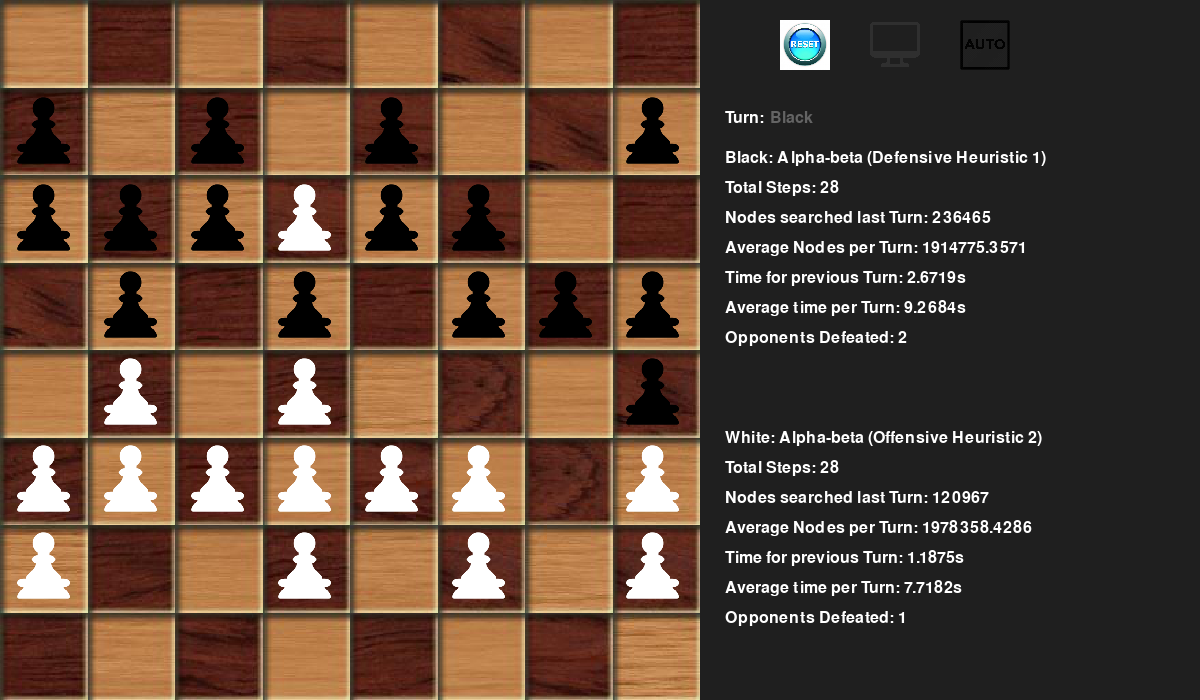 RESET
AUTO
Turn: Black
Black: Alpha-beta (Defensive Heuristic 1)
Total Steps: 28
Nodes searched last Turn: 236465
Average Nodes per Turn: 1914775.3571
Time for previous Turn: 2.6719s
Average time per Turn: 9.2684s
Opponents Defeated: 2
White: Alpha-beta (Offensive Heuristic 2)
Total Steps: 28
Nodes searched last Turn: 120967
Average Nodes per Turn: 1978358.4286
Time for previous Turn: 1.1875s
Average time per Turn: 7.7182s
Opponents Defeated: 1